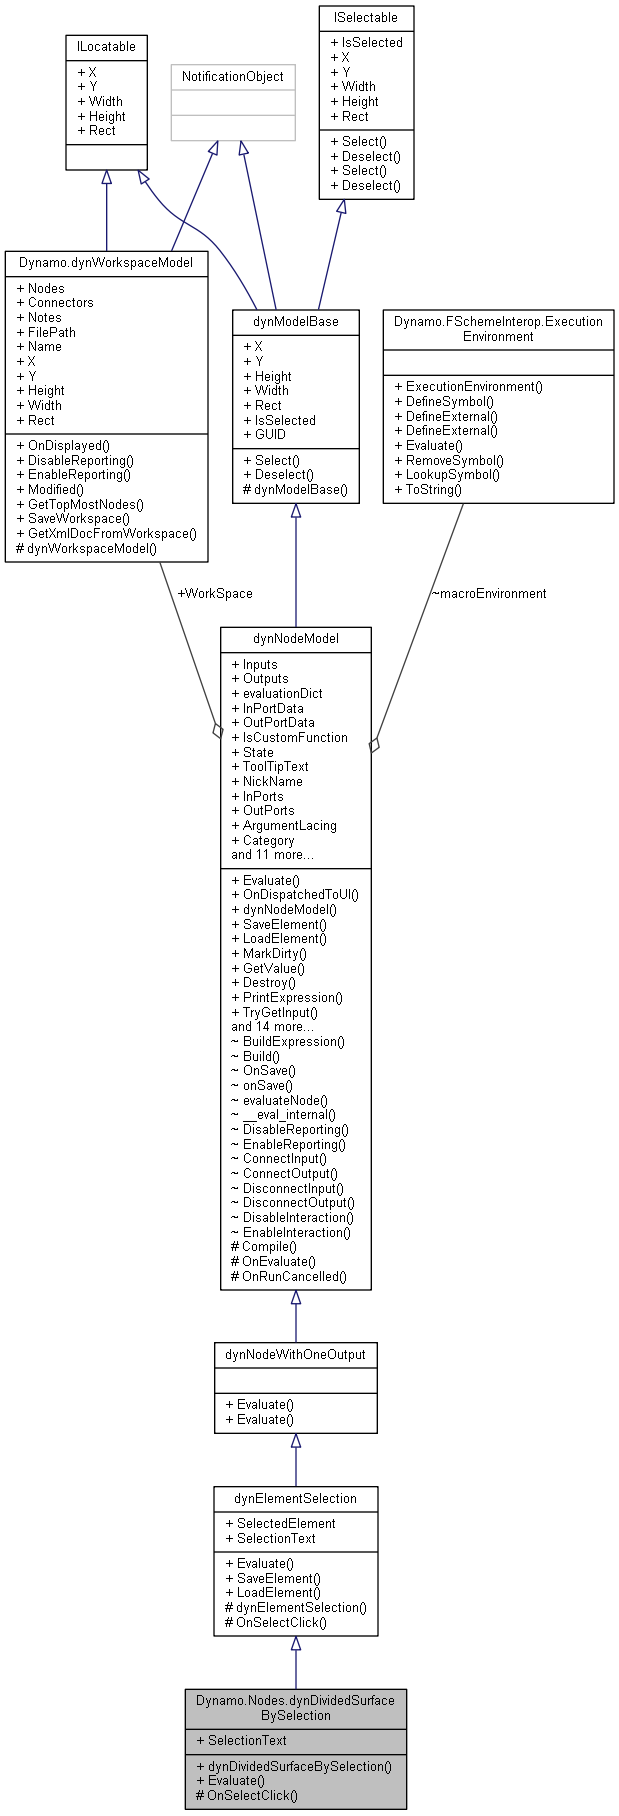 ISelectable
+ IsSelected
+ X
+ Y
+ Width
+ Height
+ Rect
+ Select()
+ Deselect()
+ Select()
+ Deselect()
ILocatable
+ X
+ Y
+ Width
+ Height
+ Rect
NotificationObject
Dynamo.dynWorkspaceModel
+ Nodes
+ Connectors
+ Notes
+ FilePath
+ Name
+ X
+ Y
+ Height
+ Width
+ Rect
+ OnDisplayed()
+ DisableReporting()
+ EnableReporting()
+ Modified()
+ GetTopMostNodes()
+ SaveWorkspace()
+ GetXmlDocFromWorkspace()
# dynWorkspaceModel()
dynModelBase
+ X
+ Y
+ Height
+ Width
+ Rect
+ IsSelected
+ GUID
+ Select()
+ Deselect()
# dynModelBase()
Dynamo.FSchemeInterop.Execution
Environment
+ ExecutionEnvironment()
+ DefineSymbol()
+ DefineExternal()
+ DefineExternal()
+ Evaluate()
+ RemoveSymbol()
+ LookupSymbol()
+ ToString()
+WorkSpace
~macroEnvironment
dynNodeModel
+ Inputs
+ Outputs
+ evaluationDict
+ InPortData
+ OutPortData
+ IsCustomFunction
+ State
+ ToolTipText
+ NickName
+ InPorts
+ OutPorts
+ ArgumentLacing
+ Category
and 11 more...
+ Evaluate()
+ OnDispatchedToUI()
+ dynNodeModel()
+ SaveElement()
+ LoadElement()
+ MarkDirty()
+ GetValue()
+ Destroy()
+ PrintExpression()
+ TryGetInput()
and 14 more...
~ BuildExpression()
~ Build()
~ OnSave()
~ onSave()
~ evaluateNode()
~ __eval_internal()
~ DisableReporting()
~ EnableReporting()
~ ConnectInput()
~ ConnectOutput()
~ DisconnectInput()
~ DisconnectOutput()
~ DisableInteraction()
~ EnableInteraction()
# Compile()
# OnEvaluate()
# OnRunCancelled()
dynNodeWithOneOutput
+ Evaluate()
+ Evaluate()
dynElementSelection
+ SelectedElement
+ SelectionText
+ Evaluate()
+ SaveElement()
+ LoadElement()
# dynElementSelection()
# OnSelectClick()
Dynamo.Nodes.dynDividedSurface
BySelection
+ SelectionText
+ dynDividedSurfaceBySelection()
+ Evaluate()
# OnSelectClick()